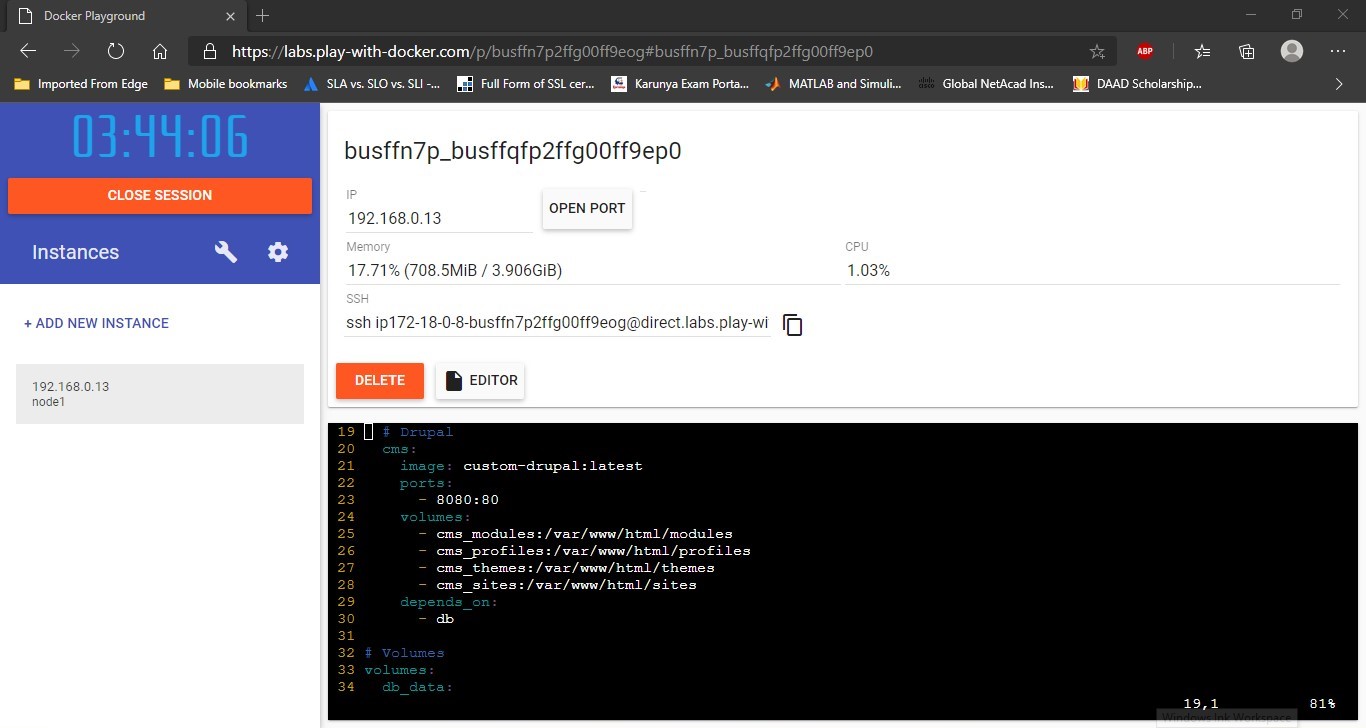 Docker Playground
https://labs.play-with-docker.com/p/busffn7p2ffg00ff9eog#busffn7p_busffqfp2ffg00ff9ep0
ABP
Imported From Edge
Mobile bookmarks
SLA vs. SLO vs. SLI -...
Full Form of SSL cer...
Karunya Exam Porta...
MATLAB and Simuli...
Global NetAcad Ins...
DAAD Scholarship...
03:44:06
CLOSE SESSION
Instances
+ ADD NEW INSTANCE
192.168.0.13
node1
busffn7p_busffqfp2ffg00ff9ep0
IP
192.168.0.13
OPEN PORT
Memory
17.71% (708.5MiB / 3.906GiB)
CPU
1.03%
SSH
ssh ip172-18-0-8-busffn7p2ffg00ff9eog@direct.labs.play-wi
DELETE
EDITOR
19 # Drupal
20 cms:
21 image: custom-drupal:latest
22 ports:
23 - 8080:80
24 volumes:
25 - cms_modules:/var/www/html/modules
26 - cms_profiles:/var/www/html/profiles
27 - cms_themes:/var/www/html/themes
28 - cms_sites:/var/www/html/sites
29 depends_on:
30 - db
31
32 # Volumes
33 volumes:
34 db_data:
19,1 81%
Windows Ink Workspace